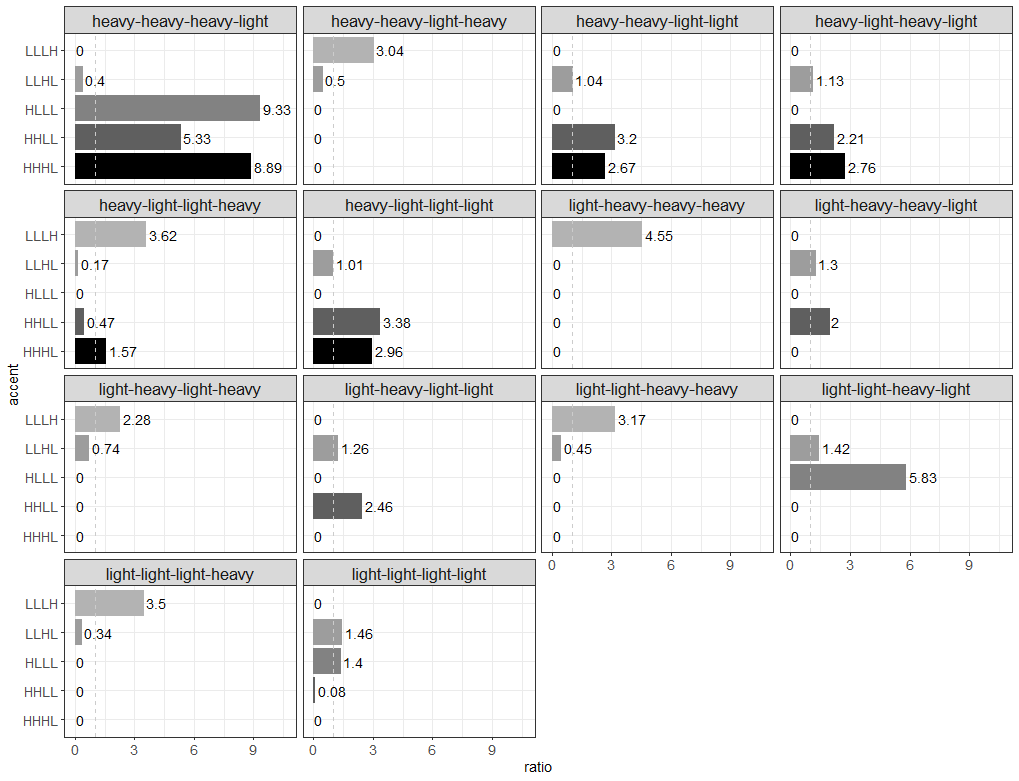 heavy-heavy-heavy-light heavy-heavy-light-heavy heavy-heavy-light-light heavy-light-heavy-light
LLLH 0 3.04 0 0
LLHL 0.4 0.5 1.04 1.13
HLLL 9.33 0 0 0
HHLL 5.33 0 3.2 2.21
HHHL 8.89 0 2.67 2.76
heavy-light-light-heavy heavy-light-light-light light-heavy-heavy-heavy light-heavy-heavy-light
LLLH 3.62 0 4.55 0
LLHL 0.17 1.01 0 1.3
HLLL 0 0 0 0
HHLL 0.47 3.38 0 2
HHHL 1.57 2.96 0 0
accent
light-heavy-light-heavy light-heavy-light-light light-light-heavy-heavy light-light-heavy-light
LLLH 2.28 0 3.17 0
LLHL 0.74 1.26 0.45 1.42
HLLL 0 0 0 5.83
HHLL 0 2.46 0 0
HHHL 0 0 0 0
0 3 6 9 0 3 6 9
light-light-light-heavy light-light-light-light
LLLH 3.5 0
LLHL 0.34 1.46
HLLL 0 1.4
HHLL 0 0.08
HHHL 0 0
0 3 6 9 0 3 6 9
ratio